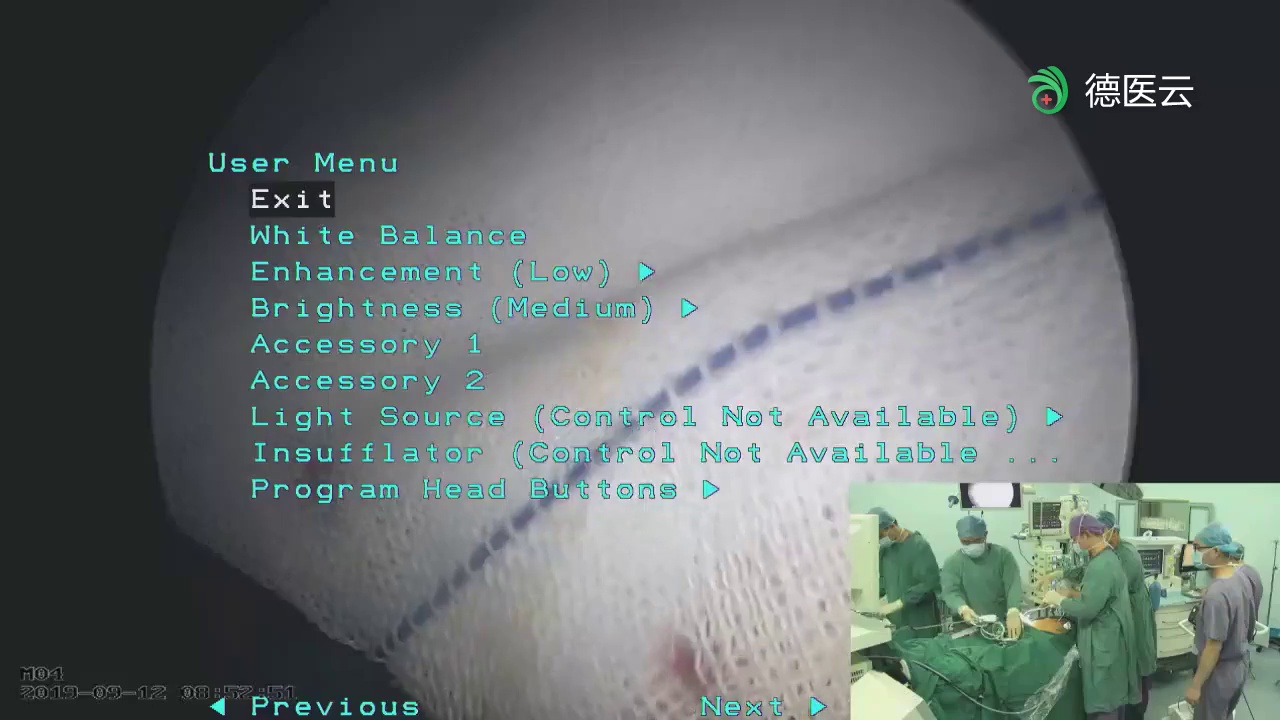 德医云
User Menu
Exit
White Balance
Enhancement (Low) ▶
Brightness (Medium) ▶
Accessory 1
Accessory 2
Light Source (Control Not Available) ▶
Insufflator (Control Not Available ...
Program Head Buttons ▶
M04
2019-09-12 08:52:51
◀ Previous
Next ▶